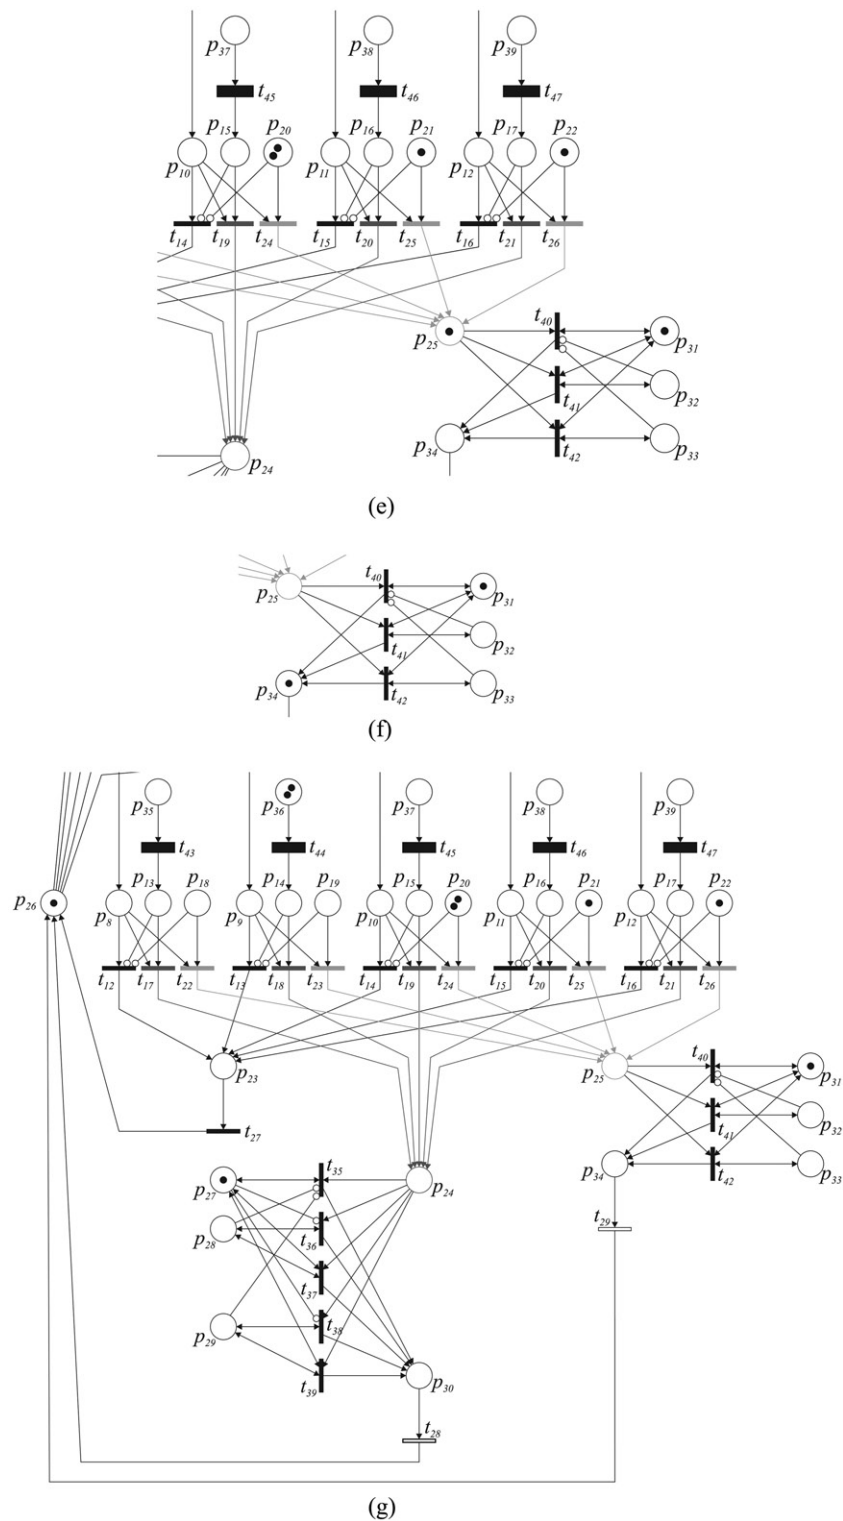 p37 p38 p39
t45 t46 t47
p15 p20 p16 p21 p17 p22
p10 p11 p12
t14 t19 t24 t15 t20 t25 t16 t21 t26
t40
p25 p31
p32
t41
p34 t42 p33
p24
(e)
t40
p25 p31
p32
t41
p34 t42 p33
(f)
p35 p36 p37 p38 p39
t43 t44 t45 t46 t47
p13 p18 p14 p19 p15 p20 p16 p21 p17 p22
p26 p8 p9 p10 p11 p12
t12 t17 t22 t13 t18 t23 t14 t19 t24 t15 t20 t25 t16 t21 t26
t40
p23 p25 p31
p32
t27 t41
p34 t42 p33
t35
p27 p24
t29
p28 t36
t37
p29 t38
t39 p30
t28
(g)